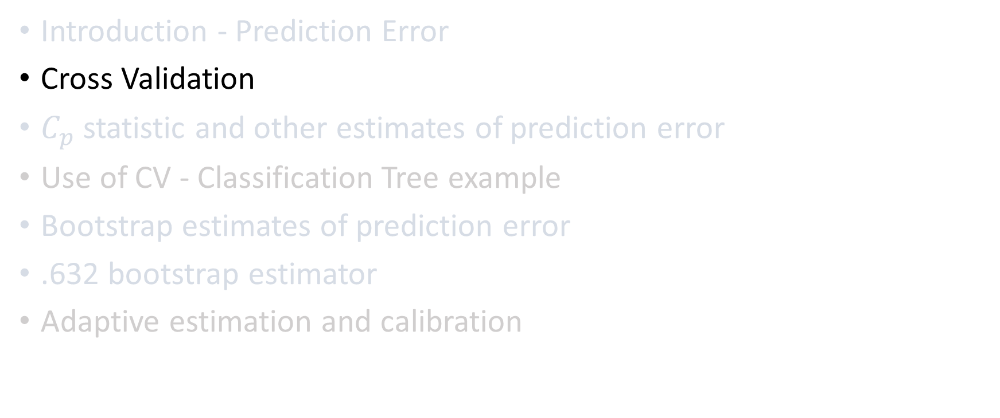 • Introduction - Prediction Error
• Cross Validation
• $C_p$ statistic and other estimates of prediction error
• Use of CV - Classification Tree example
• Bootstrap estimates of prediction error
• .632 bootstrap estimator
• Adaptive estimation and calibration